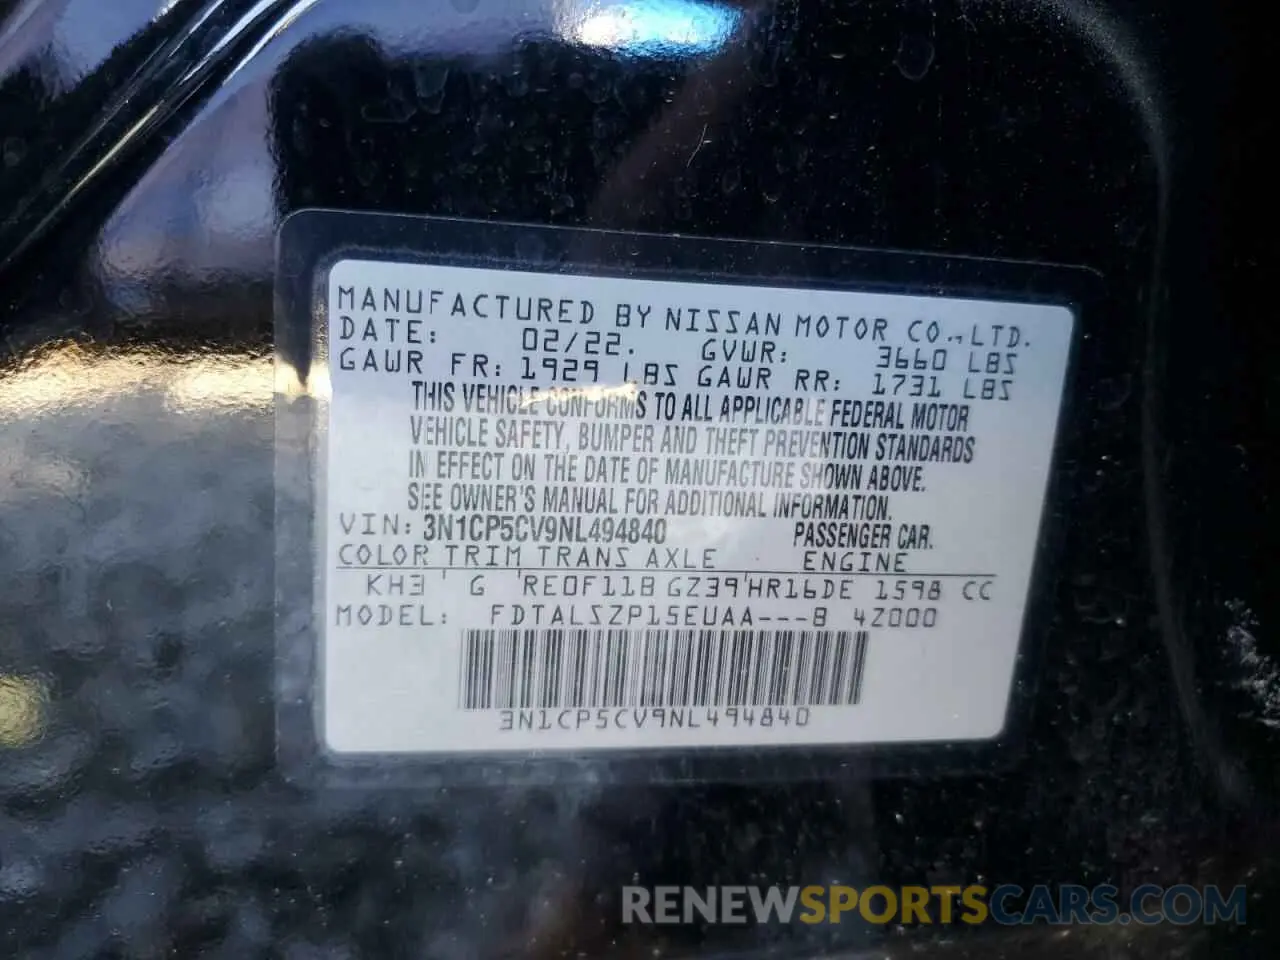 MANUFACTURED BY NISSAN MOTOR CO.,LTD.
DATE: 02/22. GVWR: 3660 LBS
GAWR FR: 1929 LBS GAWR RR: 1731 LBS
THIS VEHICLE CONFORMS TO ALL APPLICABLE FEDERAL MOTOR
VEHICLE SAFETY, BUMPER AND THEFT PREVENTION STANDARDS
IN EFFECT ON THE DATE OF MANUFACTURE SHOWN ABOVE.
SEE OWNER'S MANUAL FOR ADDITIONAL INFORMATION.
VIN: 3N1CP5CV9NL494840 PASSENGER CAR.
COLOR TRIM TRANS AXLE ENGINE
KH3 ' G 'RE0F11B GZ39'HR16DE 1598 CC
MODEL: FDTALSZP15EUAA---B 4Z000
3N1CP5CV9NL494840
RENEWSPORTSCARS.COM